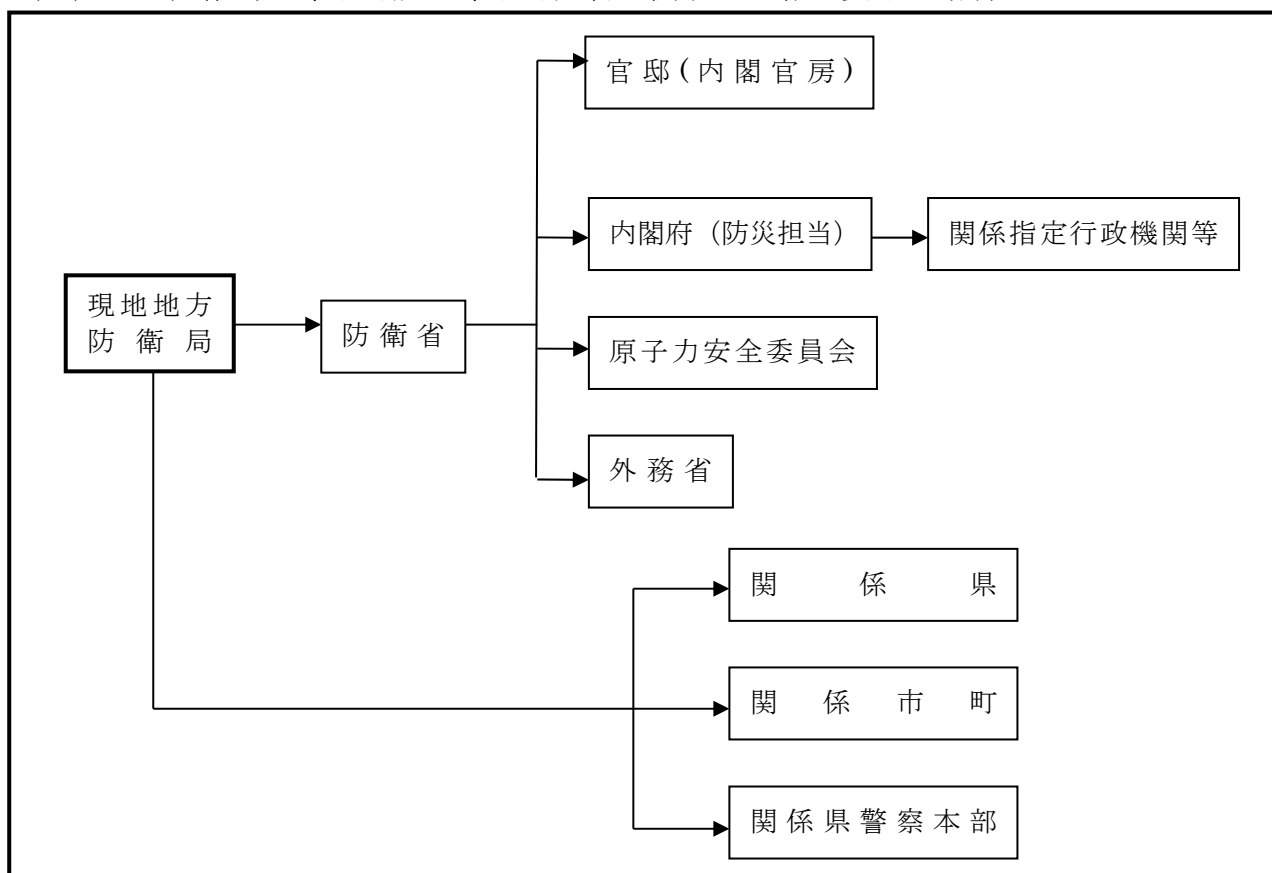 官邸(内閣官房)
内閣府（防災担当）
関係指定行政機関等
現地地方
防衛局
防衛省
原子力安全委員会
外務省
関係県
関係市町
関係県警察本部